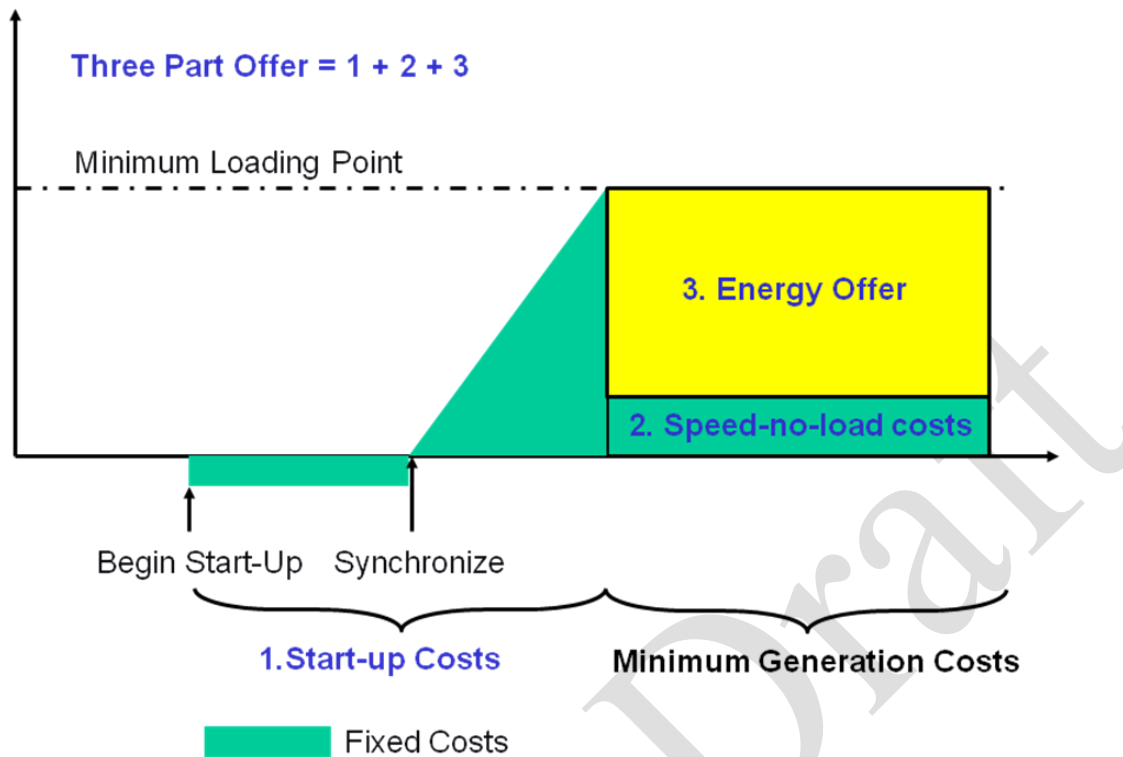 Three Part Offer = 1 + 2 + 3
Minimum Loading Point
3. Energy Offer
2. Speed-no-load costs
Begin Start-Up
Synchronize
1.Start-up Costs
Minimum Generation Costs
Fixed Costs
Draft